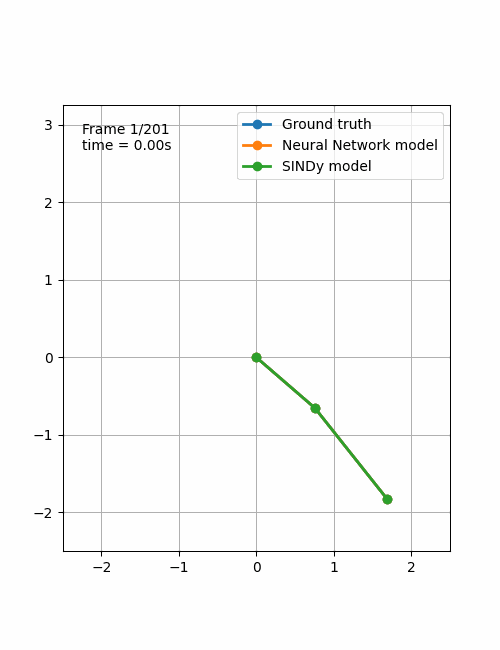 Frame 1/201
time = 0.00s
Ground truth
Neural Network model
SINDy model
3
2
1
0
−1
−2
−2
−1
0
1
2